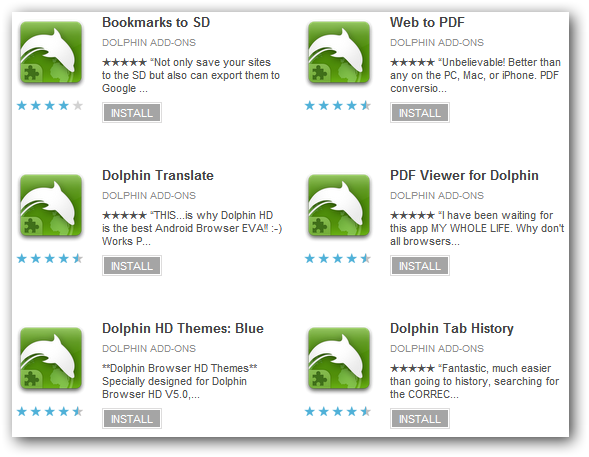 Bookmarks to SD
DOLPHIN ADD-ONS
★★★★★ “Not only save your sites
to the SD but also can export them to
Google ...
INSTALL
Web to PDF
DOLPHIN ADD-ONS
★★★★★ “Unbelievable! Better than
any on the PC, Mac, or iPhone. PDF
conversio...
INSTALL
Dolphin Translate
DOLPHIN ADD-ONS
★★★★★ “THIS...is why Dolphin HD
is the best Android Browser EVA!! :-)
Works P...
INSTALL
PDF Viewer for Dolphin
DOLPHIN ADD-ONS
★★★★★ “I have been waiting for
this app MY WHOLE LIFE. Why don't
all browsers...
INSTALL
Dolphin HD Themes: Blue
DOLPHIN ADD-ONS
**Dolphin Browser HD Themes**
Specially designed for Dolphin
Browser HD V5.0,...
INSTALL
Dolphin Tab History
DOLPHIN ADD-ONS
★★★★★ “Fantastic, much easier
than going to history, searching for
the CORREC...
INSTALL